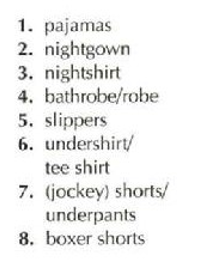 1. pajamas
2. nightgown
3. nightshirt
4. bathrobe/robe
5. slippers
6. undershirt/
tee shirt
7. (jockey) shorts/
underpants
8. boxer shorts